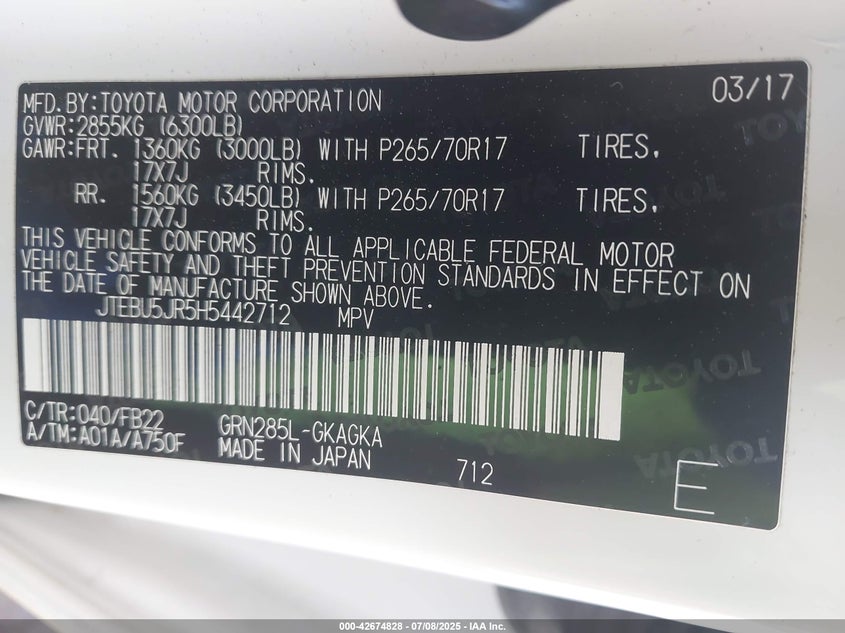 03/17
MFD.BY:TOYOTA MOTOR CORPORATION
GVWR:2855KG (6300LB)
GAWR:FRT. 1360KG (3000LB) WITH P265/70R17 TIRES.
17X7J RIMS.
RR. 1560KG (3450LB) WITH P265/70R17 TIRES.
17X7J RIMS.
THIS VEHICLE CONFORMS TO ALL APPLICABLE FEDERAL MOTOR
VEHICLE SAFETY AND THEFT PREVENTION STANDARDS IN EFFECT ON
THE DATE OF MANUFACTURE SHOWN ABOVE.
JTEBU5JR5H5442712 MPV
C/TR:040/FB22 GRN285L-GKAGKA
A/TM:A01A/A750F MADE IN JAPAN
712
E
TOYOTA
TOYOTA
TOYOTA
000-42674828 - 07/08/2025 - IAA Inc.